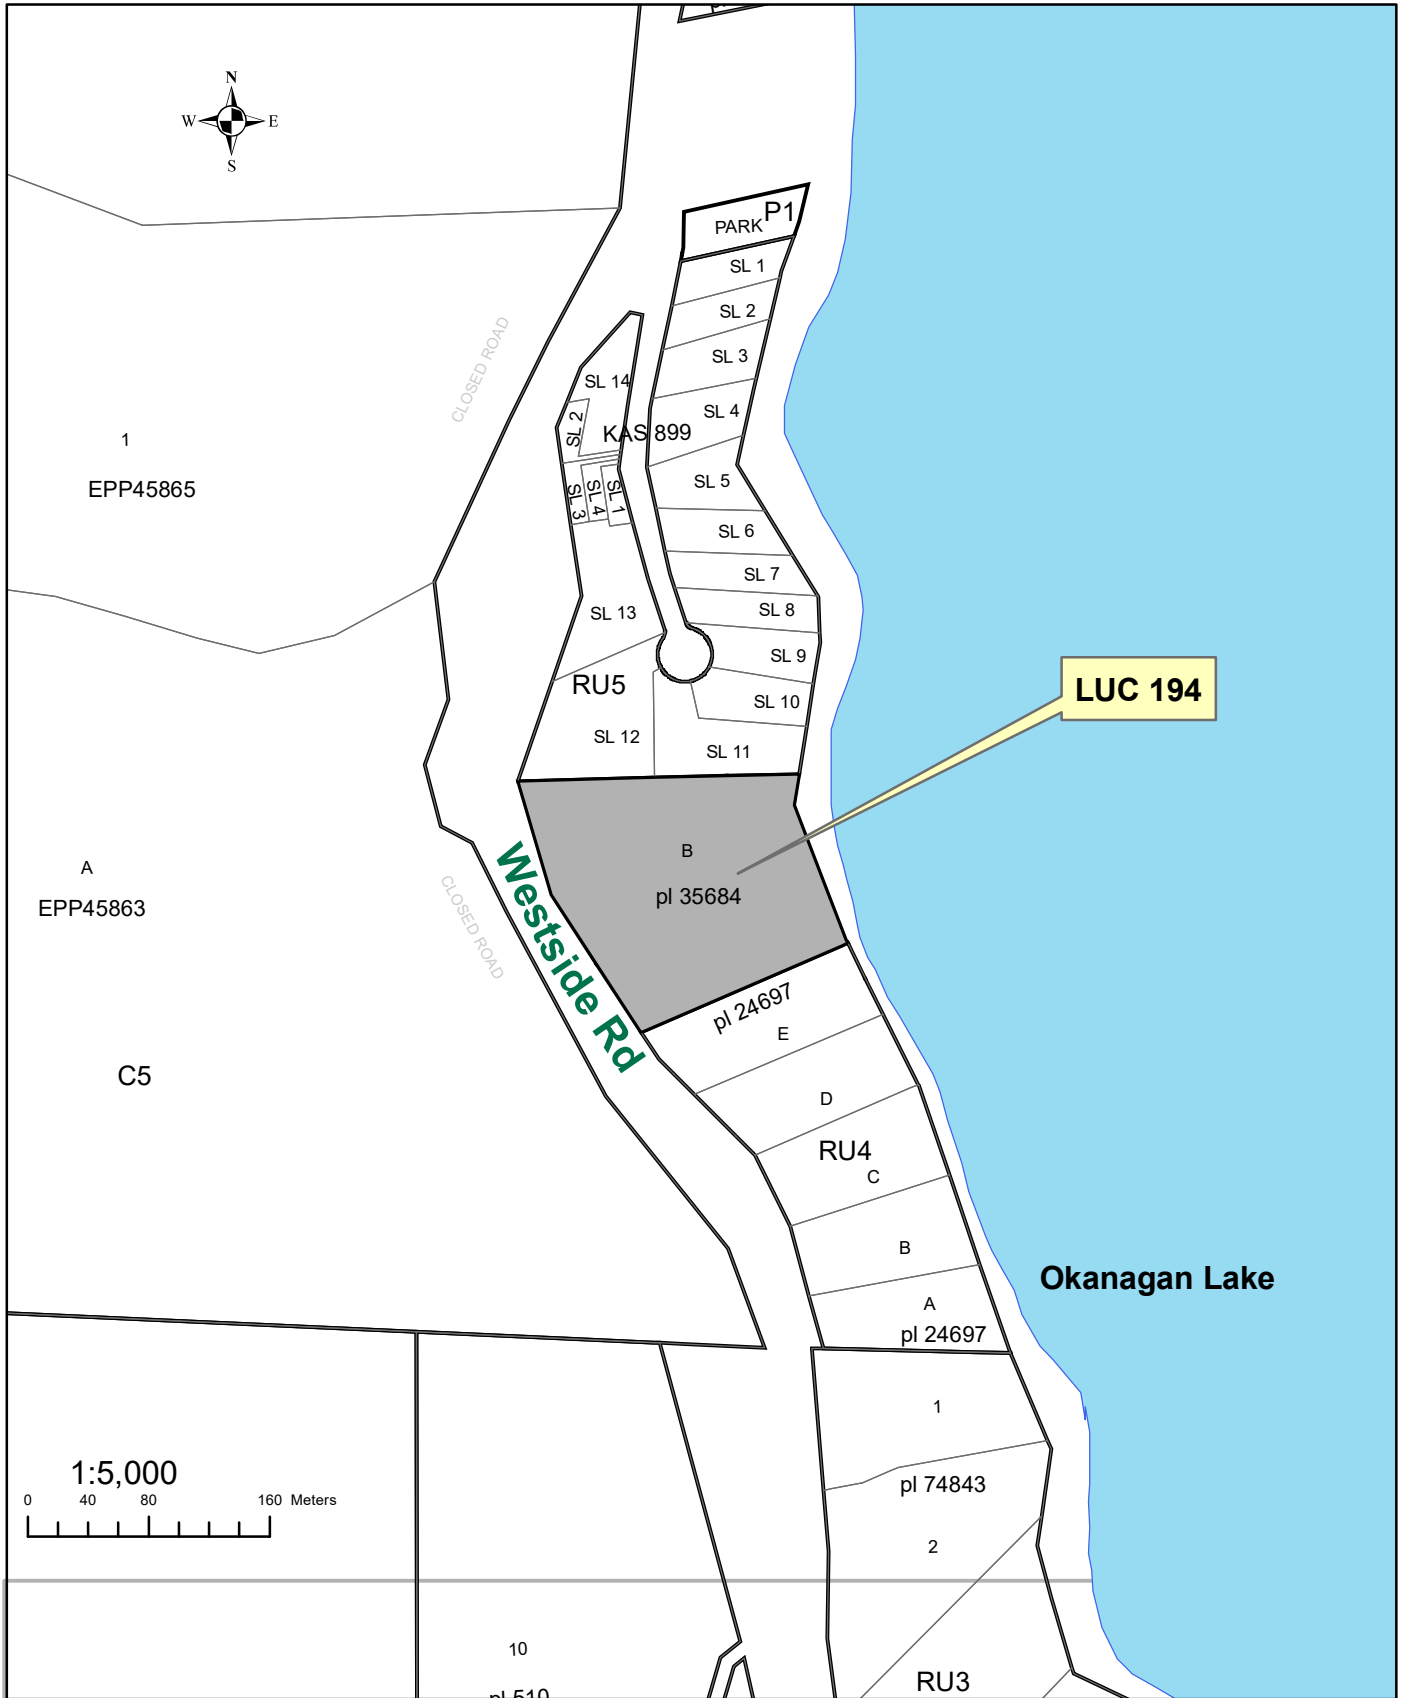 N
W E
S
P1
PARK
SL 1
SL 2
SL 3
SL 14
SL 4
SL 2
KAS 899
CLOSED ROAD
1
EPP45865
SL 5
SL 3
SL 4
SL 1
SL 6
SL 7
SL 8
SL 13
SL 9
RU5
LUC 194
SL 10
SL 12
SL 11
B
pl 35684
A
EPP45863
CLOSED ROAD
Westside Rd
pl 24697
E
C5
D
RU4
C
B
Okanagan Lake
A
pl 24697
1
1:5,000
pl 74843
0 40 80 160 Meters
2
10
RU3
pl 510